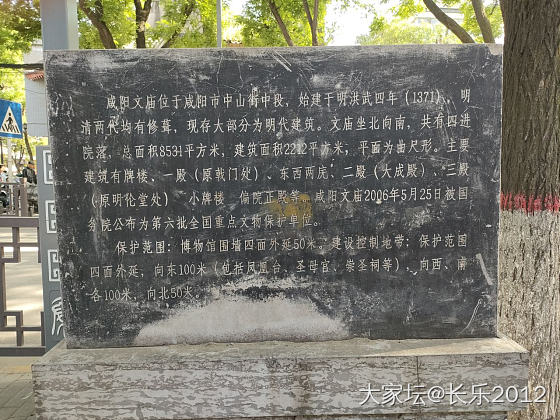 咸阳文庙位于咸阳市中山街中段，始建于明洪武四年（1371)，明
清两代均有修葺，现存大部分为明代建筑。文庙坐北向南，共有四进
院落，总面积8531平方米，建筑面积2212平方米，平面为曲尺形。主要
建筑有牌楼、一殿（原戟门处）、东西两庑、二殿（大成殿）、三殿
（原明伦堂处）、小牌楼、偏院正殿等。咸阳文庙2006年5月25日被国
务院公布为第六批全国重点文物保护单位。
保护范围：博物馆围墙四面外延50米。建设控制地带：保护范围
四面外延，向东100米（包括凤凰台、圣母宫、崇圣祠等），向西、南
各100米，向北50米。
大家坛@长乐2012